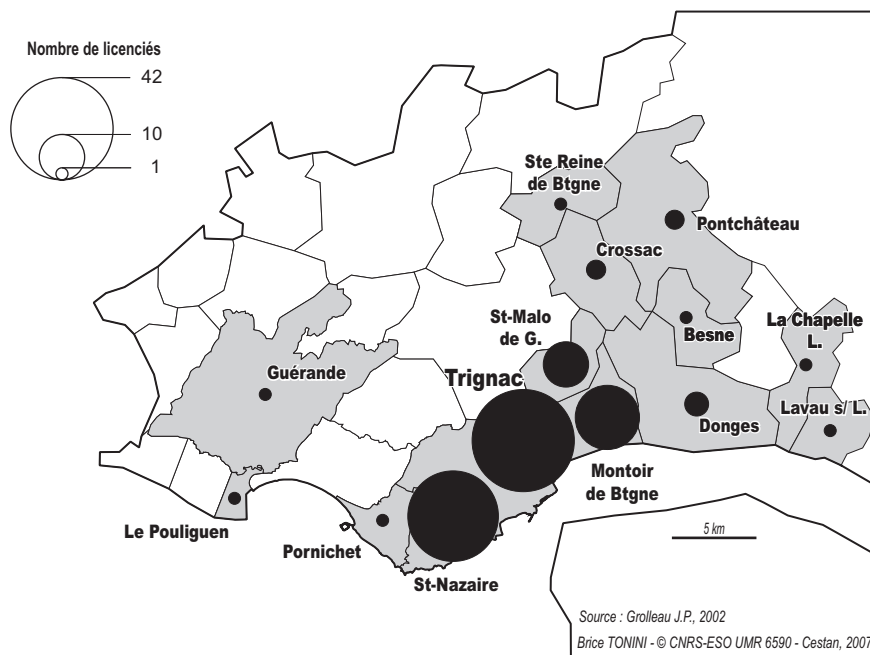 Nombre de licenciés
42
10
1
Ste Reine
de Btgne
Pontchâteau
Crossac
St-Malo
de G.
Besne
La Chapelle
L.
Guérande
Trignac
Donges
Lavau s/ L.
Montoir
de Btgne
Le Pouliguen
Pornichet
St-Nazaire
5 km
Source : Grolleau J.P., 2002
Brice TONINI - © CNRS-ESO UMR 6590 - Cestan, 2007